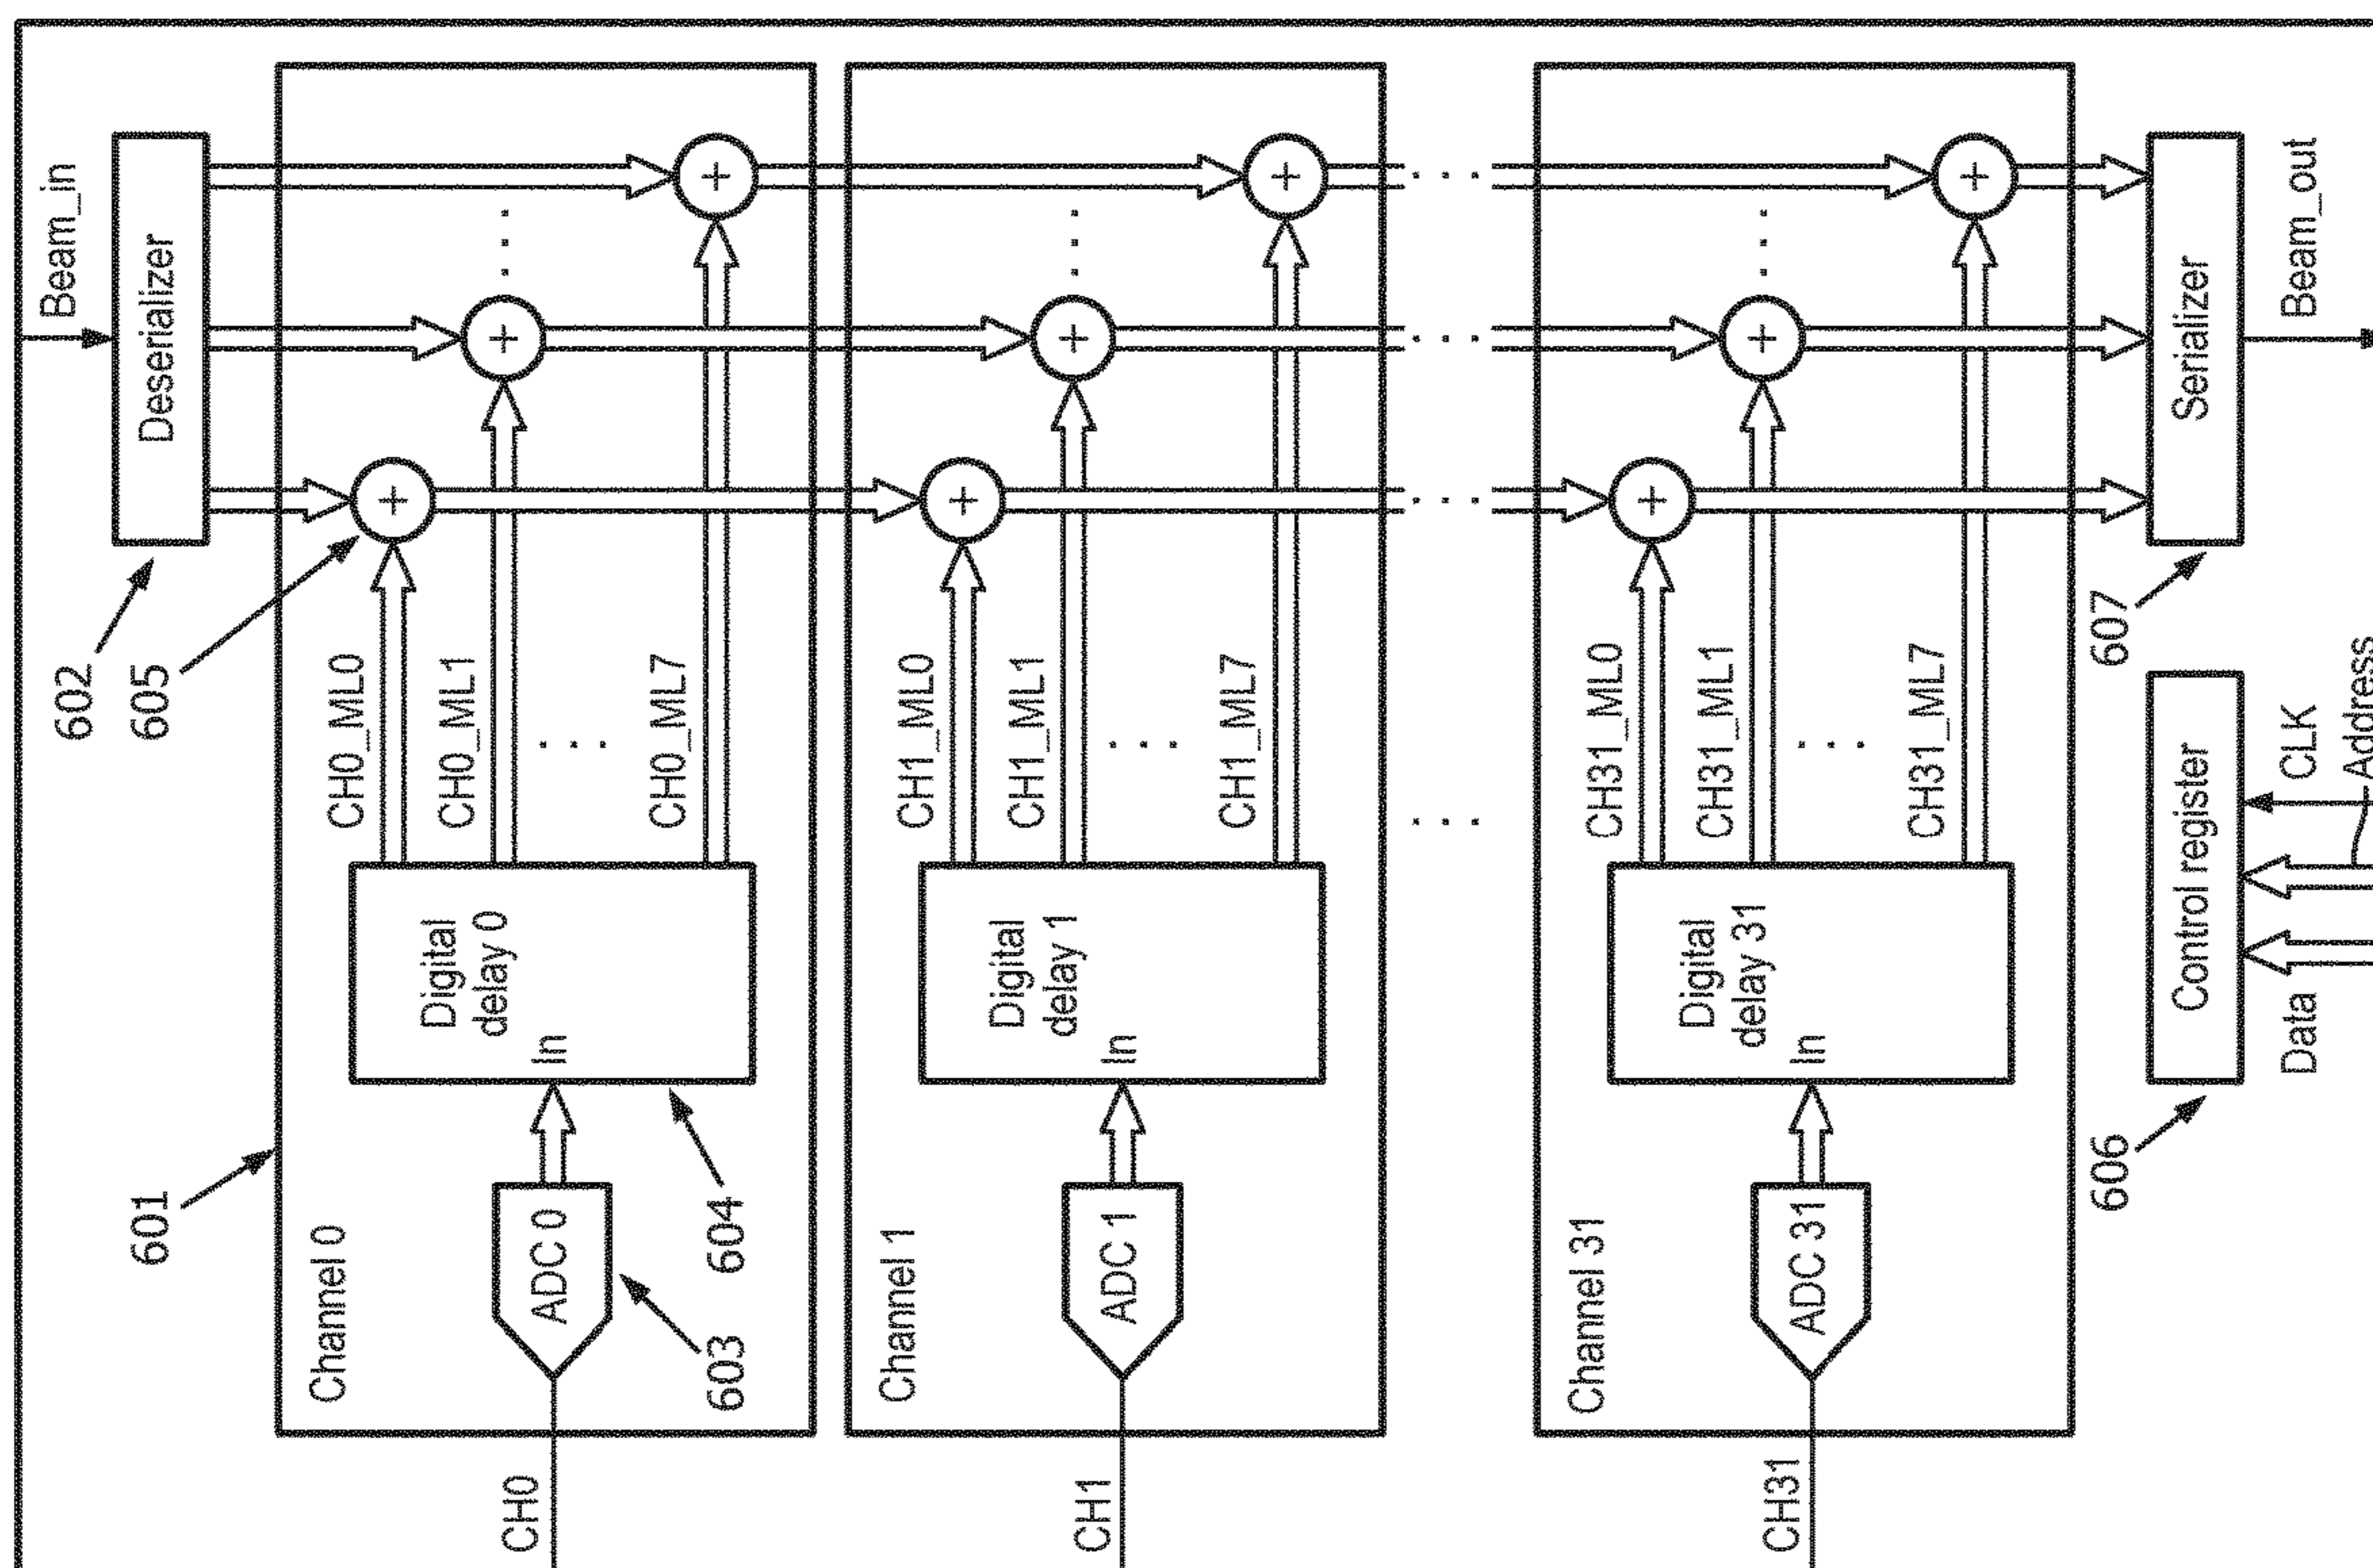 Beam_in
Deserializer
602
605
601
Channel 0
CH0
ADC 0
603
604
In
Digital
delay 0
CH0_ML0
CH0_ML1
...
CH0_ML7
+
+
...
+
Channel 1
CH1
ADC 1
In
Digital
delay 1
CH1_ML0
CH1_ML1
...
CH1_ML7
+
+
...
+
...
...
...
...
Channel 31
CH31
ADC 31
In
Digital
delay 31
CH31_ML0
CH31_ML1
...
CH31_ML7
+
+
...
+
607
Serializer
Beam_out
606
Control register
Data
CLK
Address